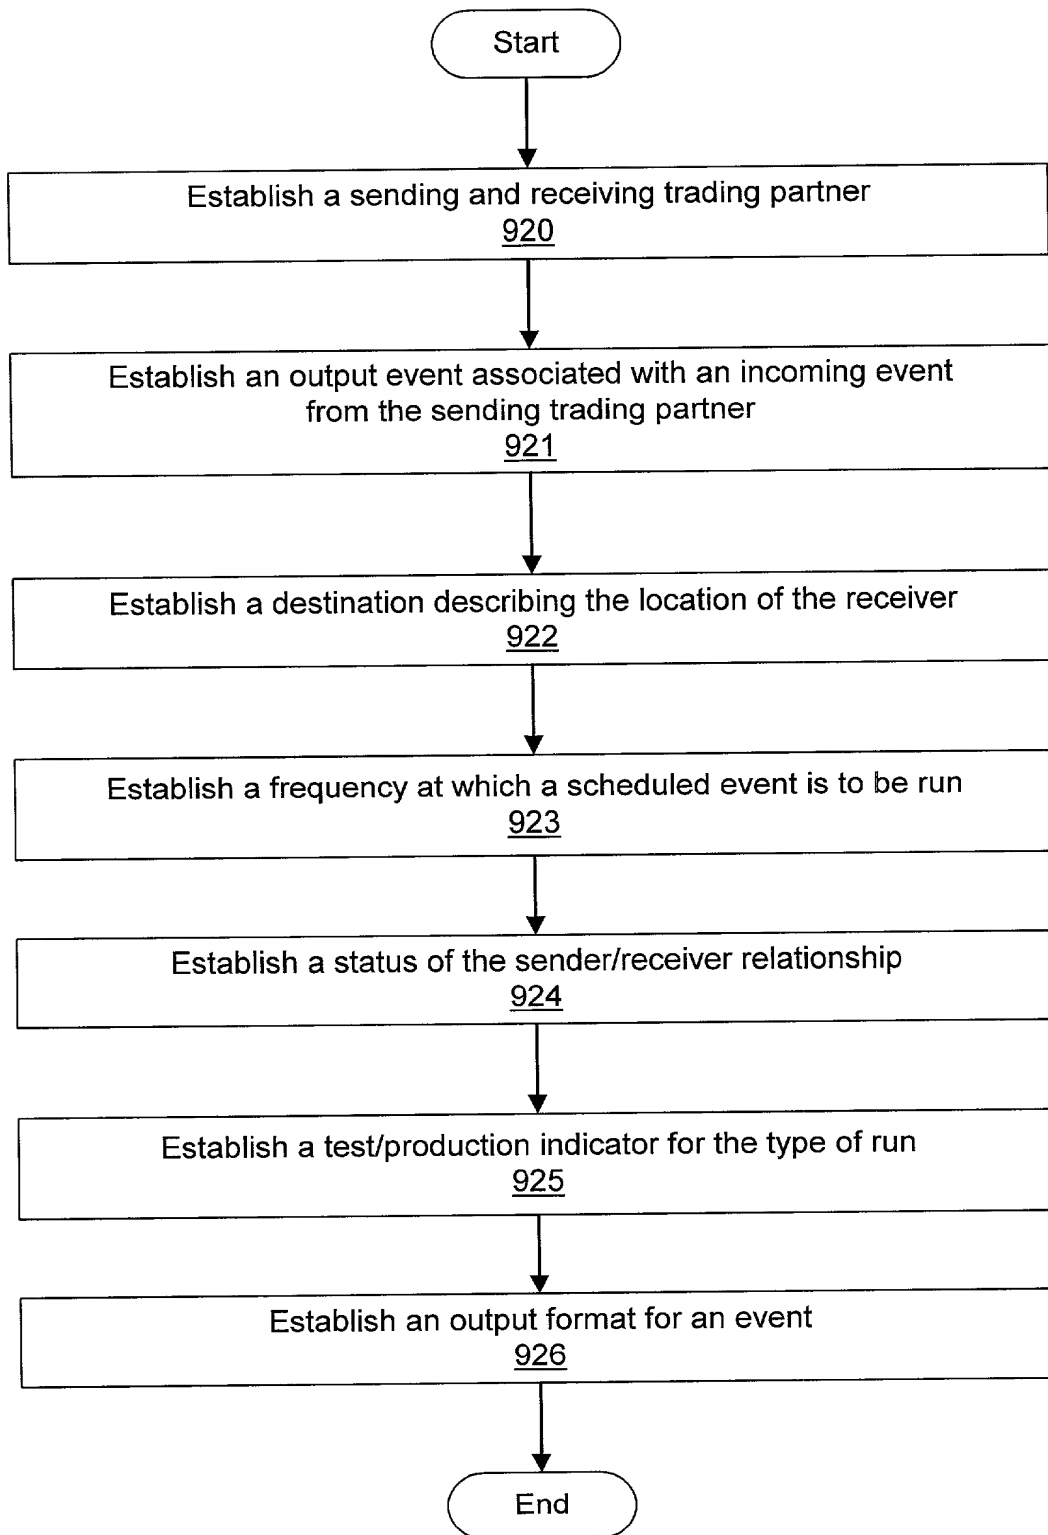 Start
Establish a sending and receiving trading partner
920
Establish an output event associated with an incoming event
from the sending trading partner
921
Establish a destination describing the location of the receiver
922
Establish a frequency at which a scheduled event is to be run
923
Establish a status of the sender/receiver relationship
924
Establish a test/production indicator for the type of run
925
Establish an output format for an event
926
End